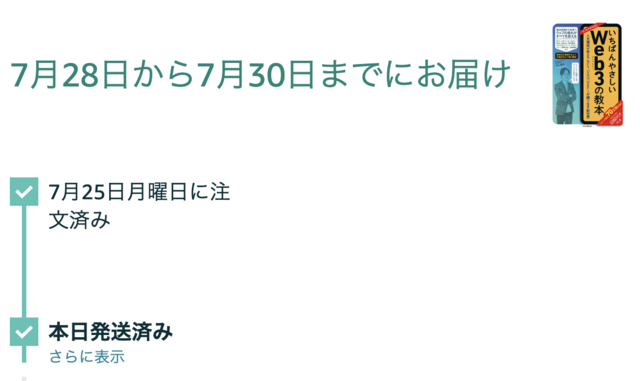 7月28日から7月30日までにお届け
いちばんやさしい
Web3の教本
7月25日月曜日に注
文済み
本日発送済み
さらに表示